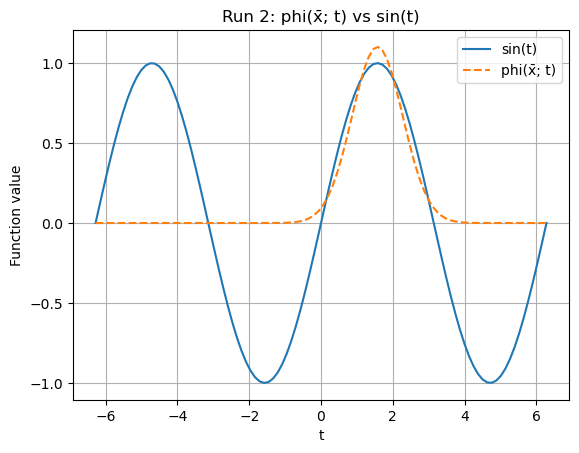 Run 2: phi(x̄; t) vs sin(t)
sin(t)
phi(x̄; t)
Function value
1.0
0.5
0.0
−0.5
−1.0
−6
−4
−2
0
2
4
6
t